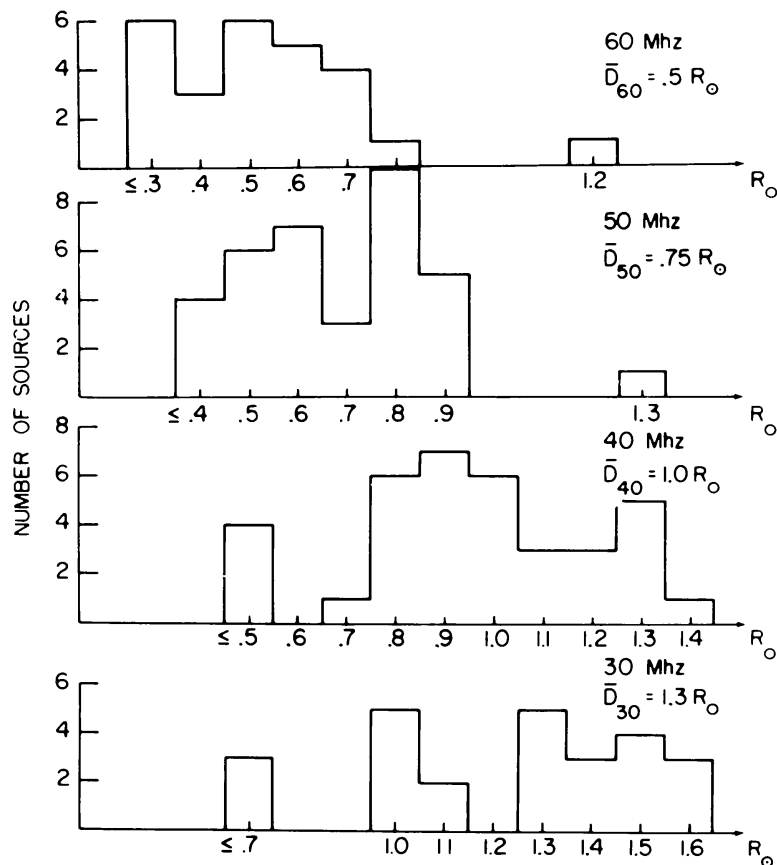 NUMBER OF SOURCES
6
4
2
60 Mhz
D̄60 = .5 R☉
≤ .3 .4 .5 .6 .7 .8 1.2 R☉
8
6
4
2
50 Mhz
D̄50 = .75 R☉
≤ .4 .5 .6 .7 .8 .9 1.3 R☉
8
6
4
2
40 Mhz
D̄40 = 1.0 R☉
≤ .5 .6 .7 .8 .9 1.0 1.1 1.2 1.3 1.4 R☉
6
4
2
30 Mhz
D̄30 = 1.3 R☉
≤ .7 1.0 11 1.2 1.3 1.4 1.5 1.6 R☉